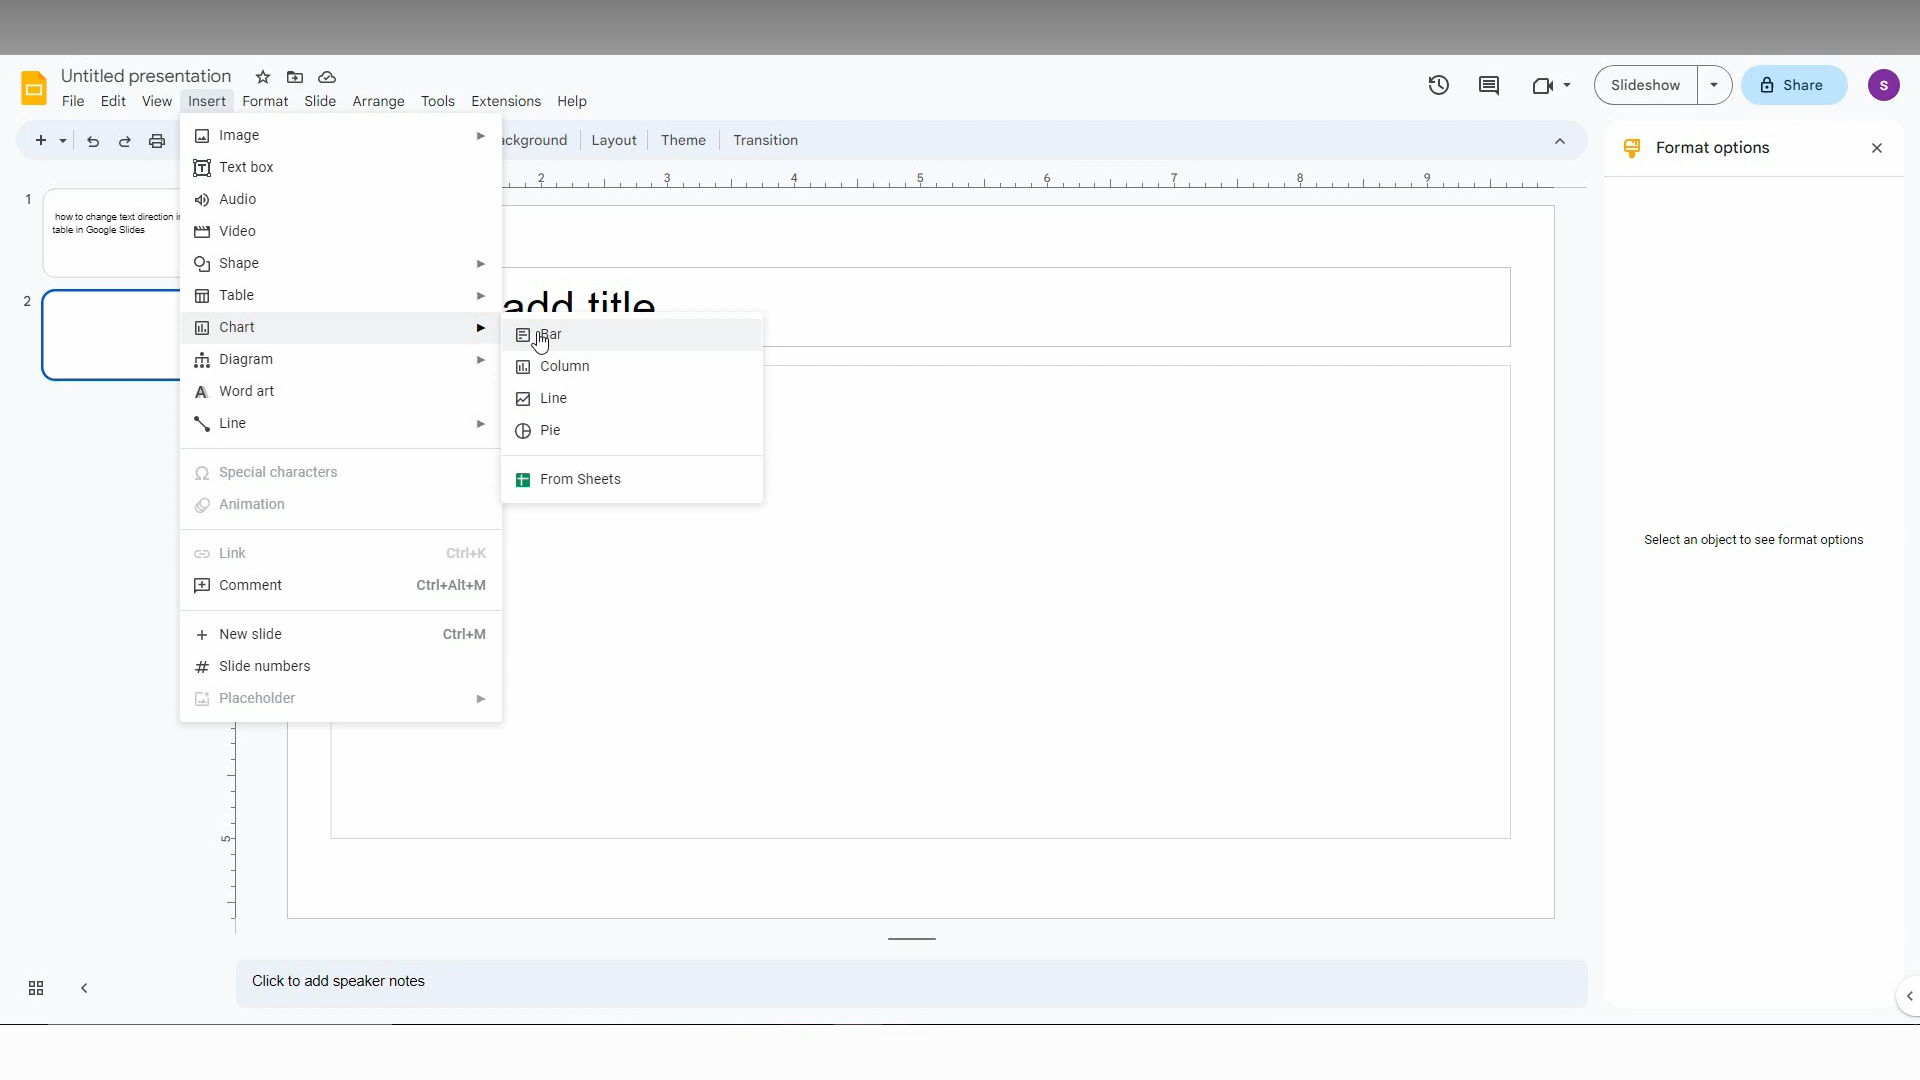 Untitled presentation
File Edit View Insert Format Slide Arrange Tools Extensions Help
Slideshow
Share
S
Layout
Theme
Transition
Format options
2 3 4 5 6 7 8 9
1
how to change text direction
table in Google Slides
2
Image
Text box
Audio
Video
Shape
Table
Chart
Diagram
Word art
Line
Special characters
Animation
Link Ctrl+K
Comment Ctrl+Alt+M
New slide Ctrl+M
Slide numbers
Placeholder
add title
Bar
Column
Line
Pie
From Sheets
Select an object to see format options
5
Click to add speaker notes